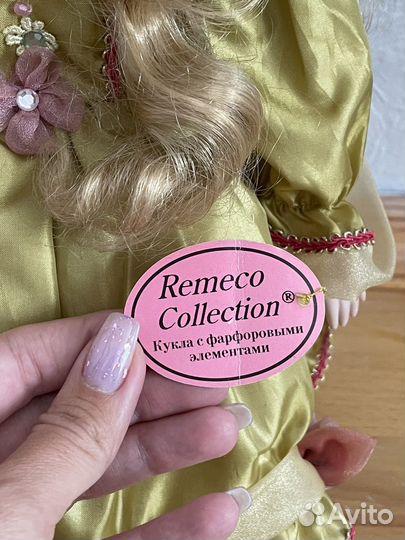 Remeco
Collection®
Кукла с фарфоровыми
элементами
Avito